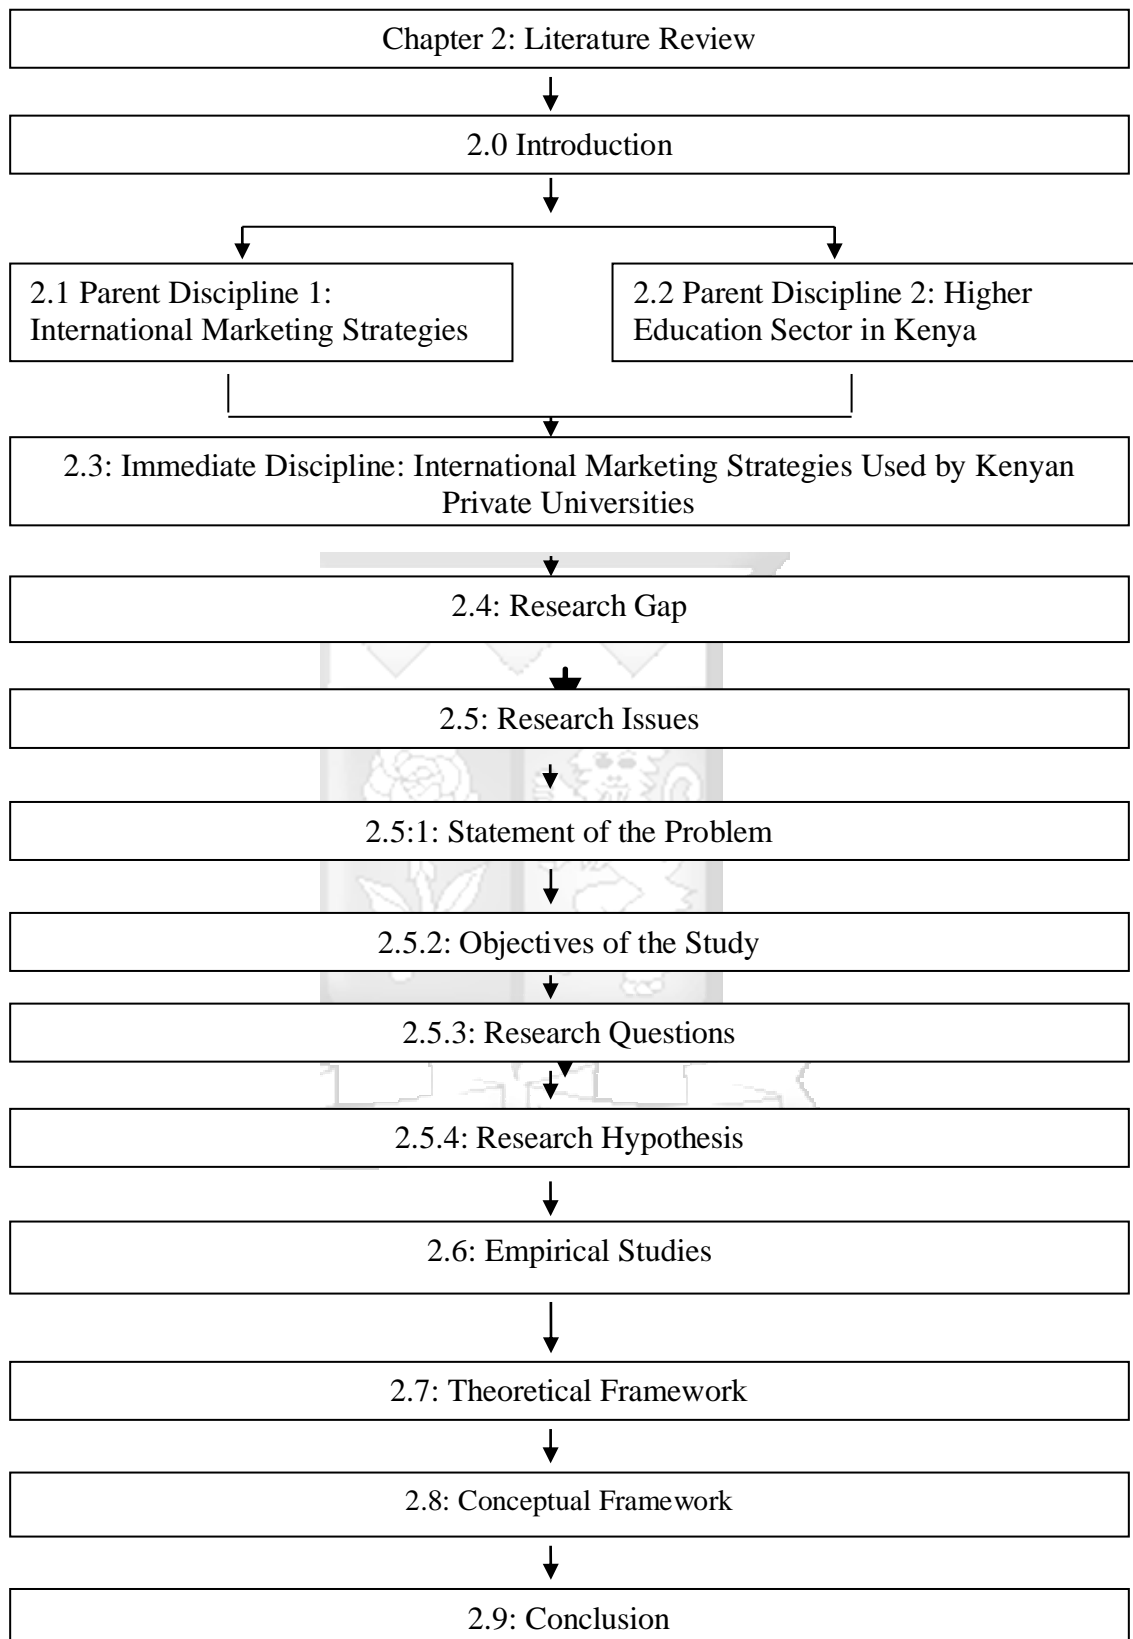 Chapter 2: Literature Review
2.0 Introduction
2.1 Parent Discipline 1:
International Marketing Strategies
2.2 Parent Discipline 2: Higher
Education Sector in Kenya
2.3: Immediate Discipline: International Marketing Strategies Used by Kenyan
Private Universities
2.4: Research Gap
2.5: Research Issues
2.5:1: Statement of the Problem
2.5.2: Objectives of the Study
2.5.3: Research Questions
2.5.4: Research Hypothesis
2.6: Empirical Studies
2.7: Theoretical Framework
2.8: Conceptual Framework
2.9: Conclusion